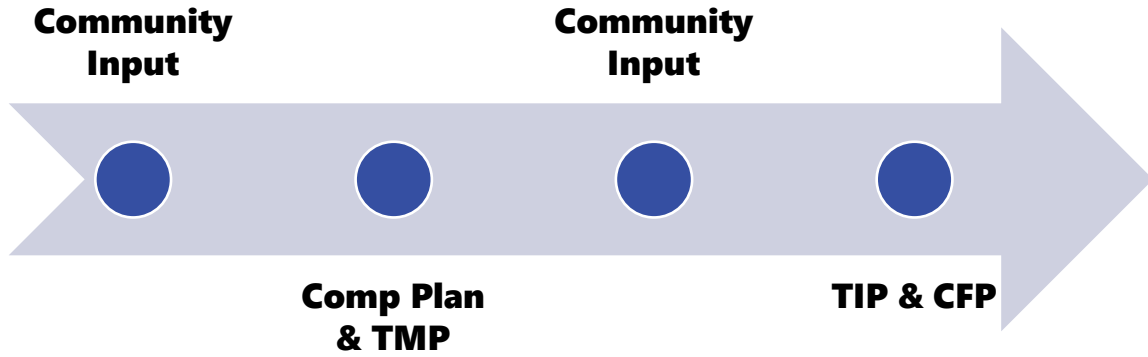 Community
Input
Comp Plan
& TMP
Community
Input
TIP & CFP